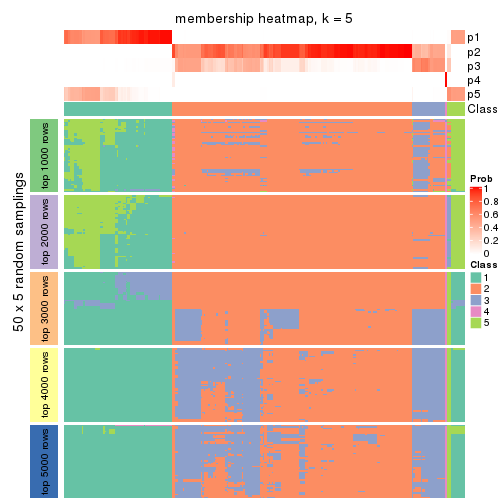 membership heatmap, k = 5
p1
p2
p3
p4
p5
Class
50 x 5 random samplings
top 1000 rows
top 2000 rows
top 3000 rows
top 4000 rows
top 5000 rows
Prob
1
0.8
0.6
0.4
0.2
0
Class
1
2
3
4
5